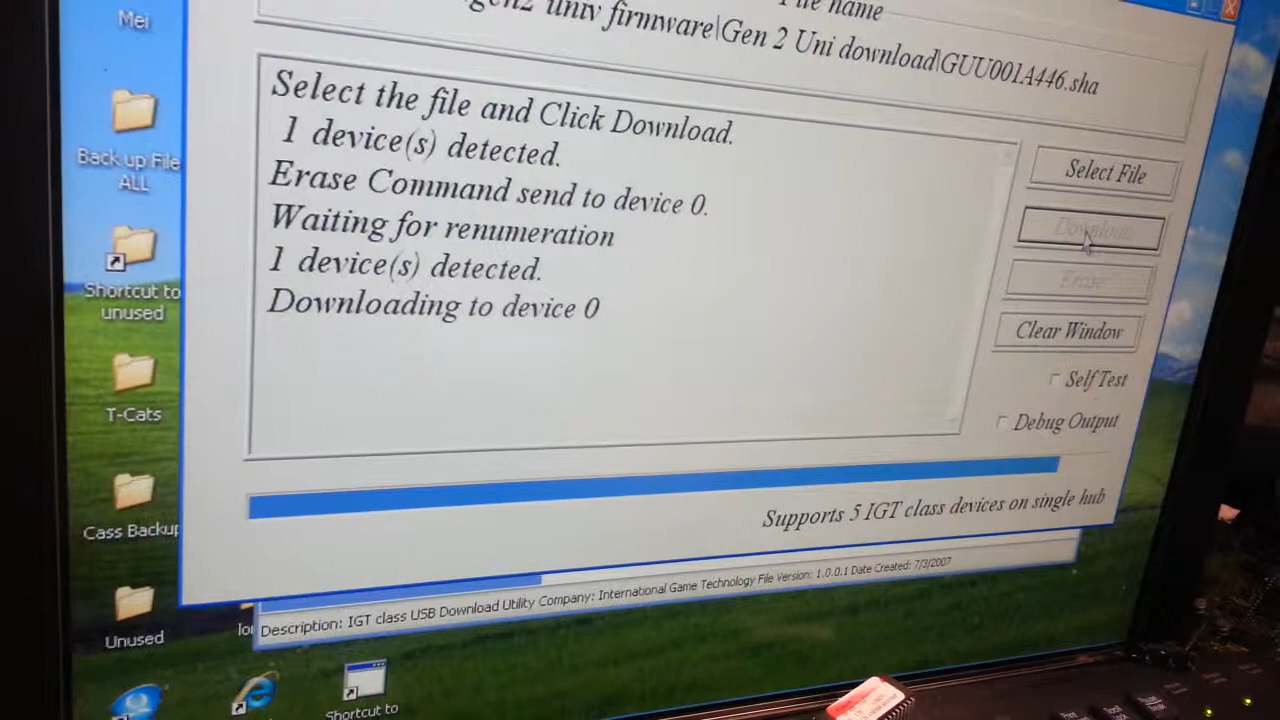 Mei
File name
gen2 univ firmware\Gen 2 Uni download\GUU001A446.sha
Select the file and Click Download.
1 device(s) detected.
Erase Command send to device 0.
Waiting for renumeration
1 device(s) detected.
Downloading to device 0
Select File
Download
Erase
Clear Window
Self Test
Debug Output
Supports 5 IGT class devices on single hub
Description: IGT class USB Download Utility Company: International Game Technology File Version: 1.0.0.1 Date Created: 7/3/2007
Back up File
ALL
Shortcut to
unused
T-Cats
Cass Backup
Unused
Shortcut to